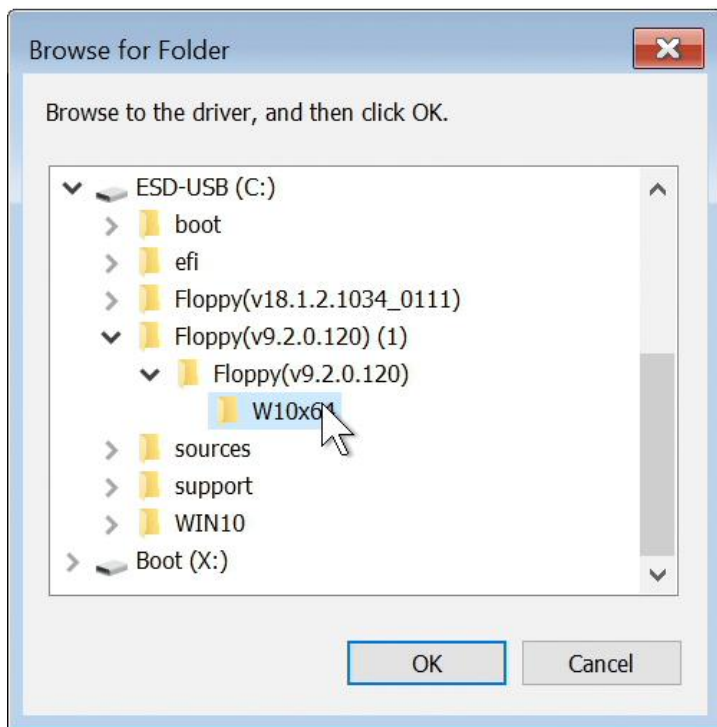 Browse for Folder
Browse to the driver, and then click OK.
ESD-USB (C:)
boot
efi
Floppy(v18.1.2.1034_0111)
Floppy(v9.2.0.120) (1)
Floppy(v9.2.0.120)
W10x64
sources
support
WIN10
Boot (X:)
OK
Cancel